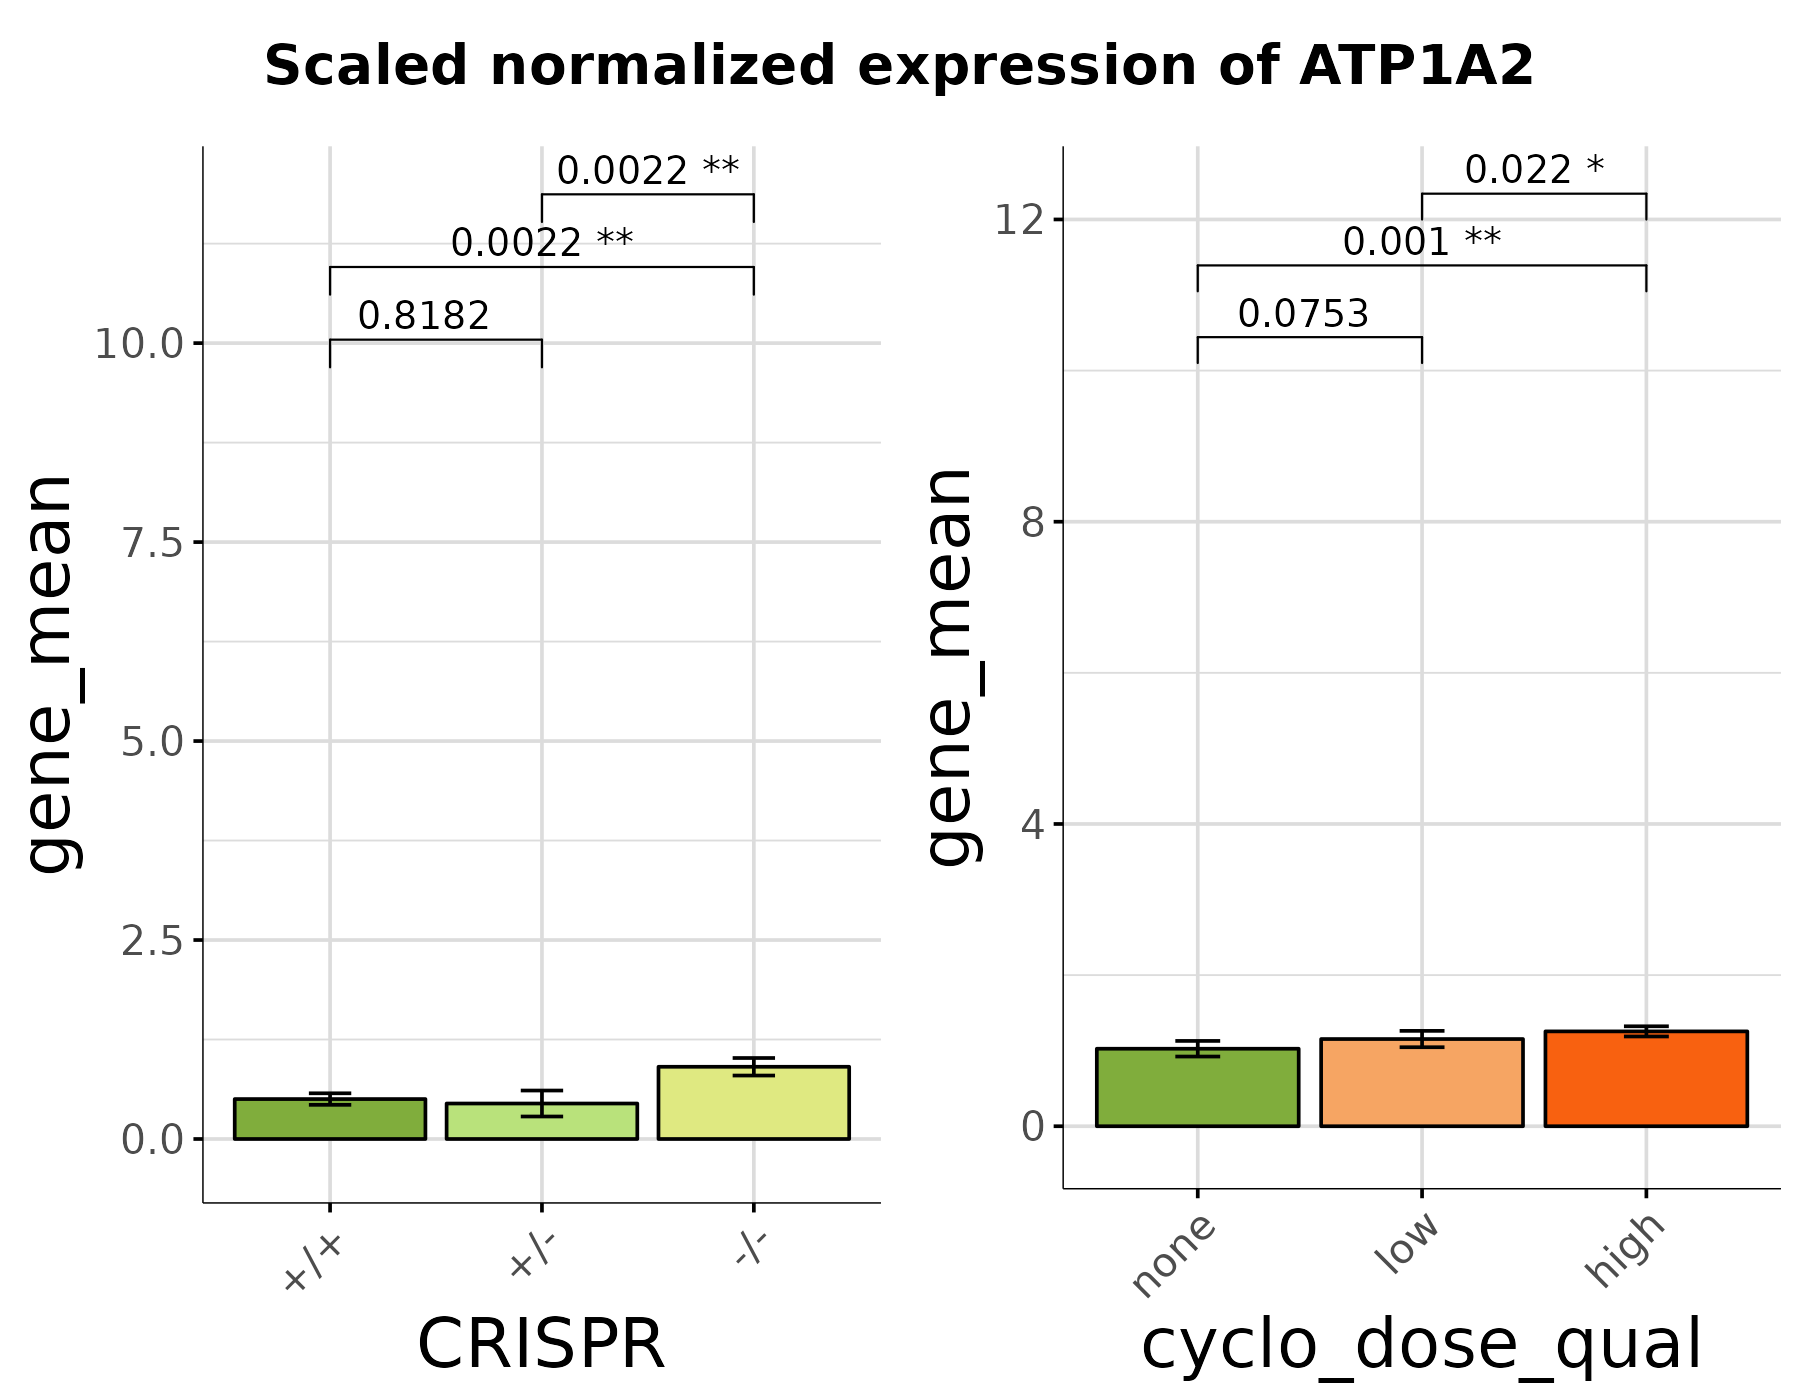 Scaled normalized expression of ATP1A2
gene_mean
10.0
7.5
5.0
2.5
0.0
0.0022 **
0.0022 **
0.8182
+/+
+/-
-/-
CRISPR
gene_mean
12
8
4
0
0.022 *
0.001 **
0.0753
none
low
high
cyclo_dose_qual